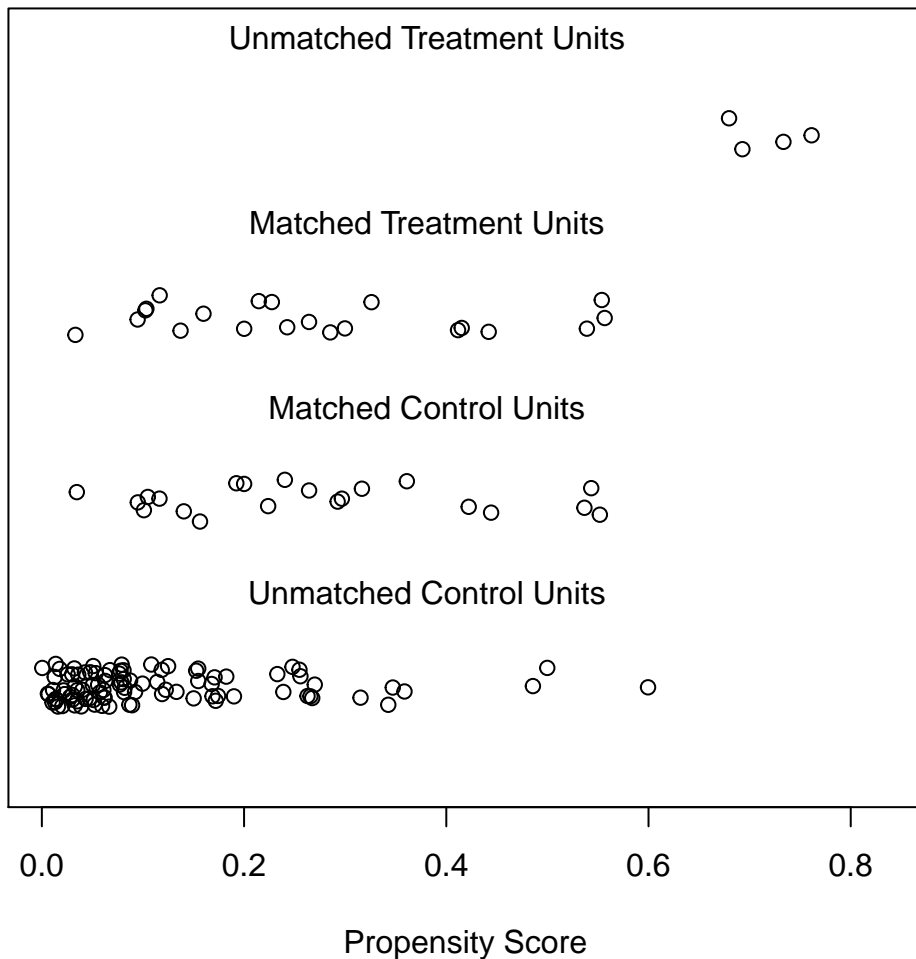 Unmatched Treatment Units
Matched Treatment Units
Matched Control Units
Unmatched Control Units
0.0 0.2 0.4 0.6 0.8
Propensity Score